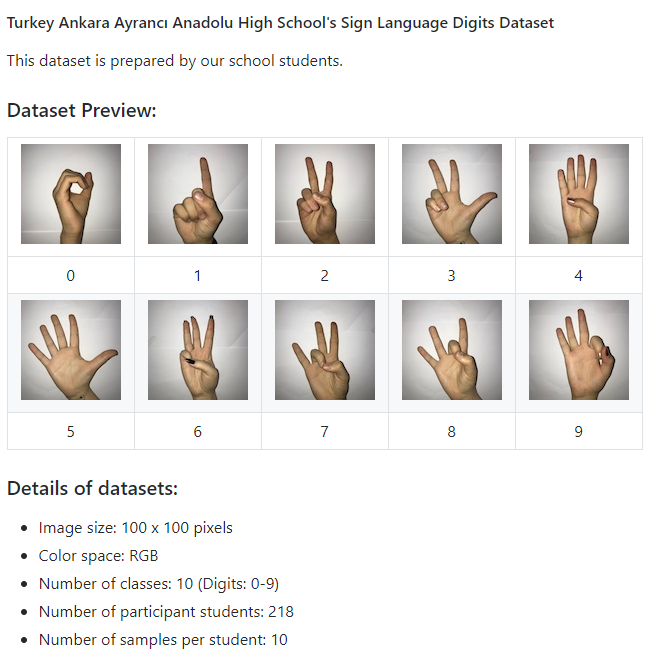 Turkey Ankara Ayrancı Anadolu High School's Sign Language Digits Dataset
This dataset is prepared by our school students.
Dataset Preview:
0 1 2 3 4
5 6 7 8 9
Details of datasets:
• Image size: 100 x 100 pixels
• Color space: RGB
• Number of classes: 10 (Digits: 0-9)
• Number of participant students: 218
• Number of samples per student: 10